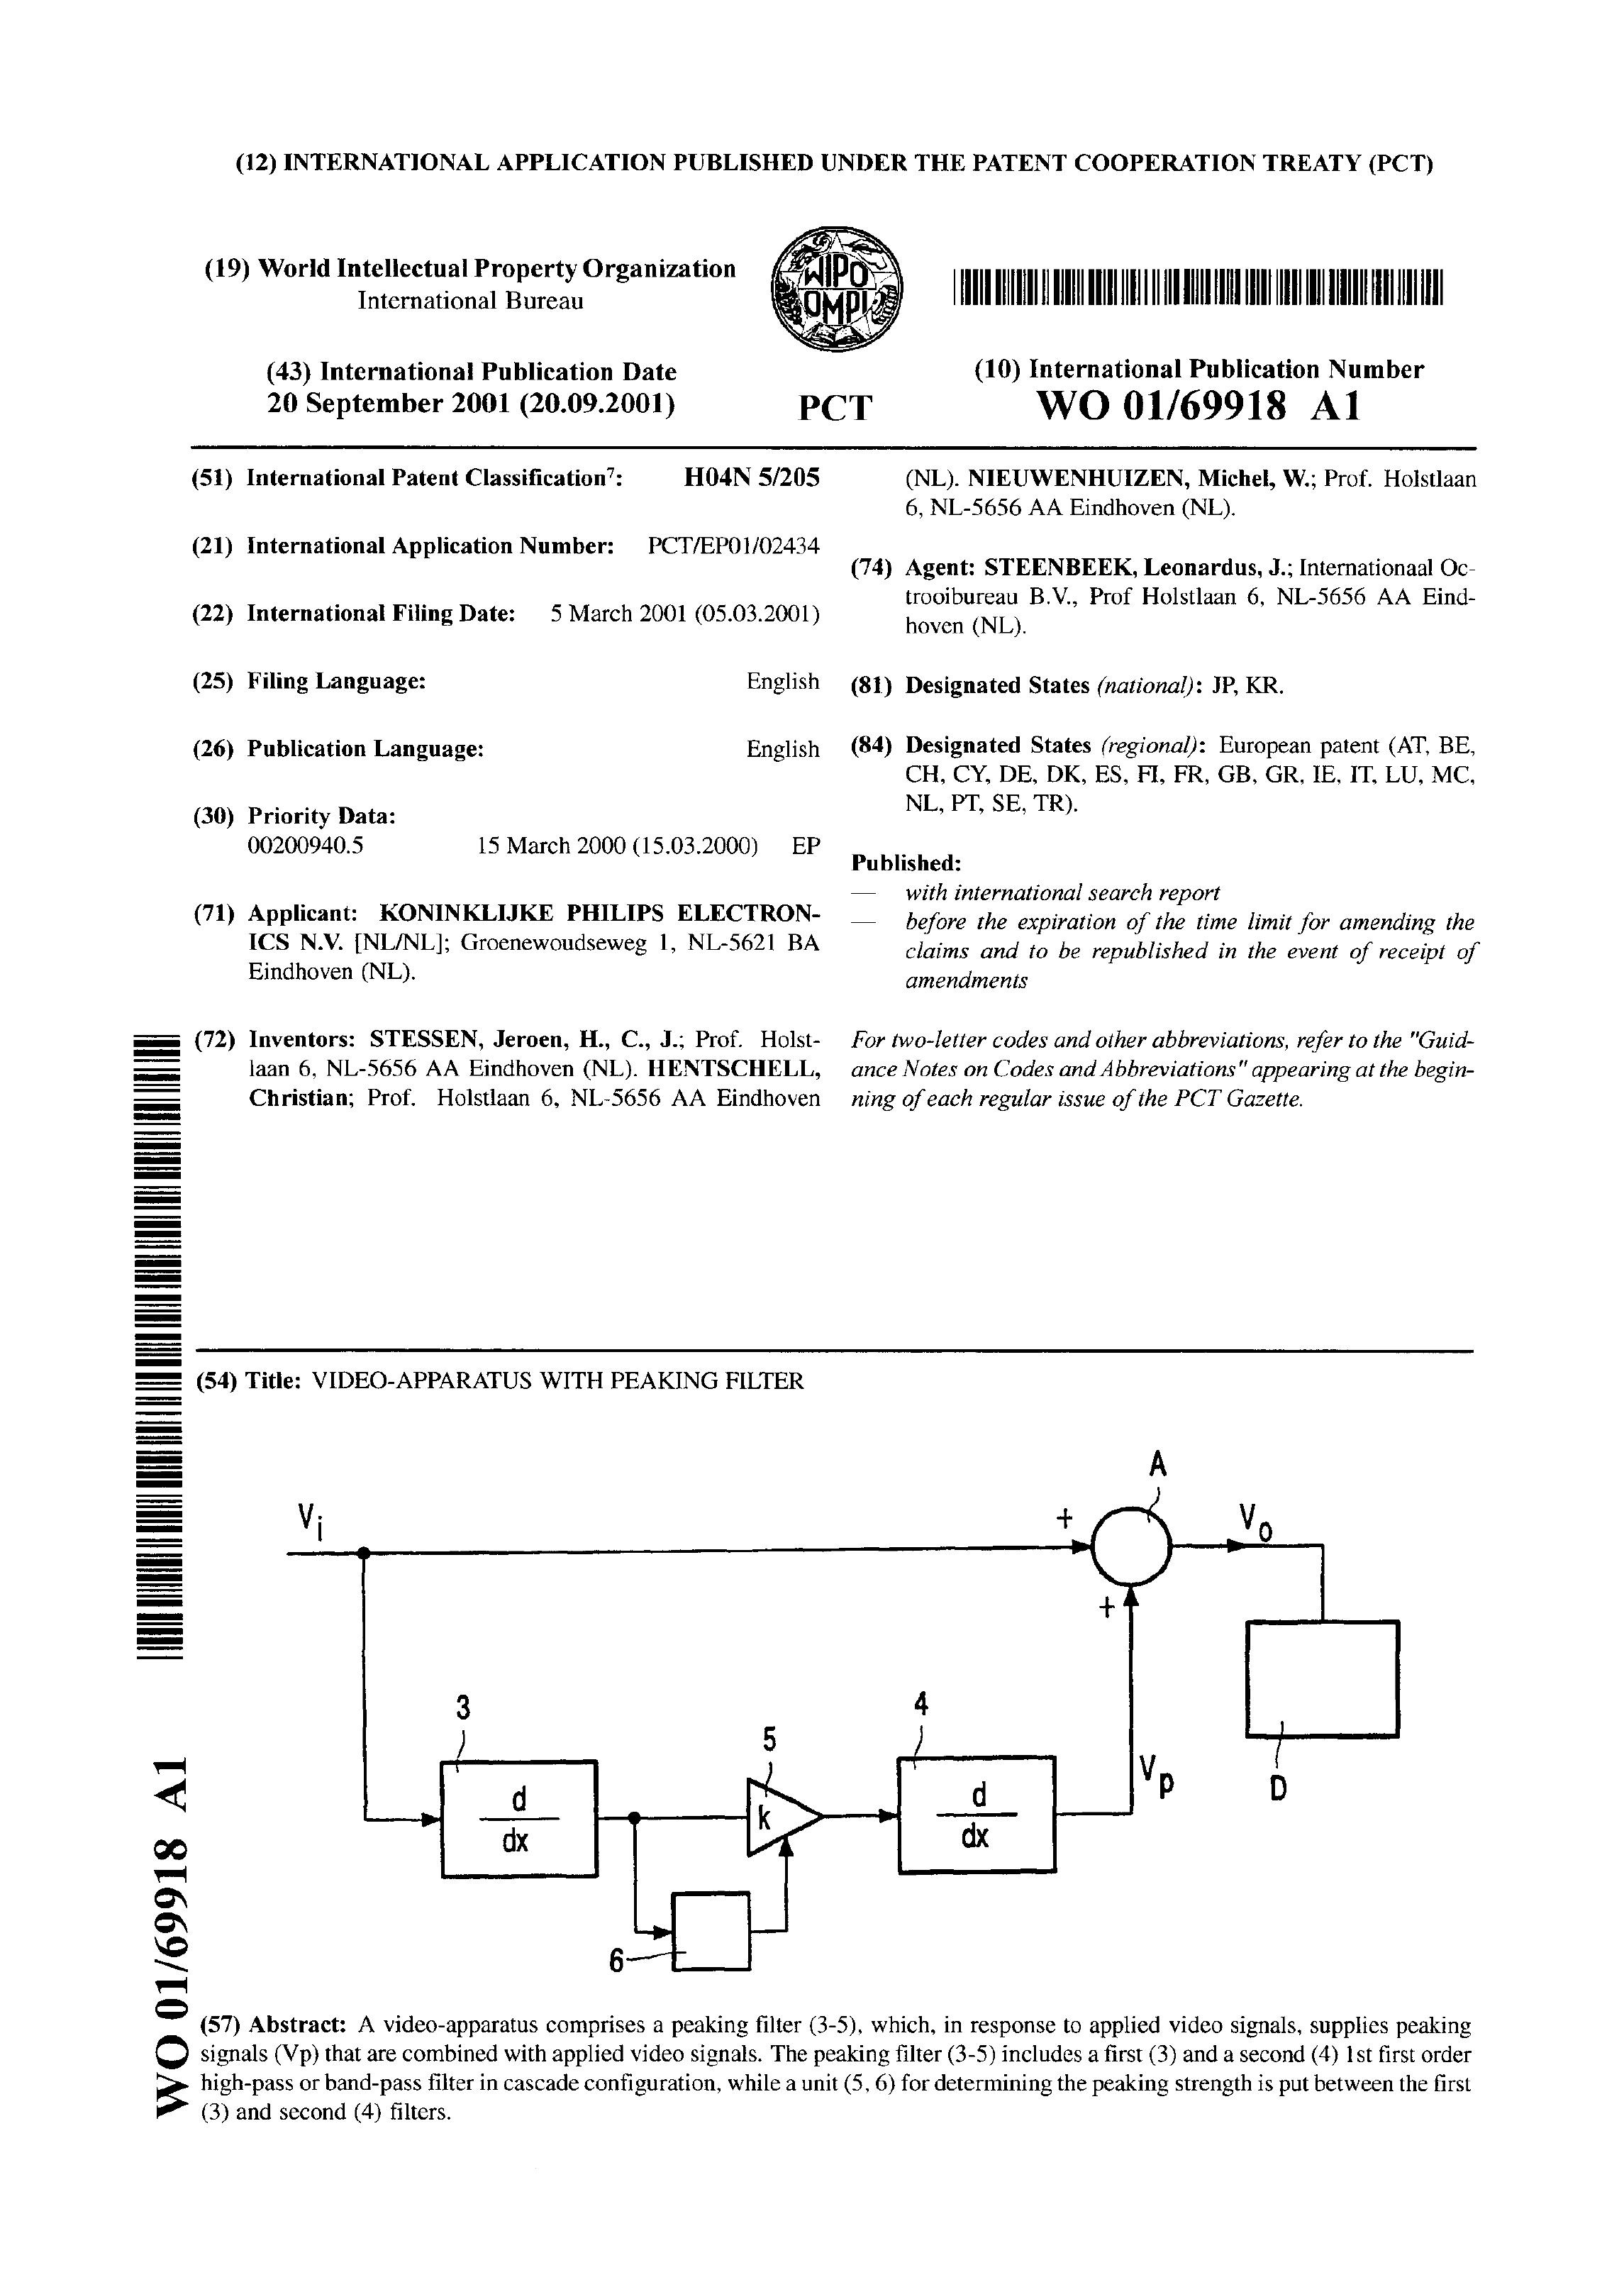 (12) INTERNATIONAL APPLICATION PUBLISHED UNDER THE PATENT COOPERATION TREATY (PCT)
(19) World Intellectual Property Organization
International Bureau
WIPO
OMPI
(43) International Publication Date
20 September 2001 (20.09.2001)
PCT
(10) International Publication Number
WO 01/69918 A1
(51) International Patent Classification⁷: H04N 5/205
(21) International Application Number: PCT/EP01/02434
(22) International Filing Date: 5 March 2001 (05.03.2001)
(25) Filing Language: English
(26) Publication Language: English
(30) Priority Data:
00200940.5 15 March 2000 (15.03.2000) EP
(71) Applicant: KONINKLIJKE PHILIPS ELECTRON-
ICS N.V. [NL/NL]; Groenewoudseweg 1, NL-5621 BA
Eindhoven (NL).
(72) Inventors: STESSEN, Jeroen, H., C., J.; Prof. Holst-
laan 6, NL-5656 AA Eindhoven (NL). HENTSCHELL,
Christian; Prof. Holstlaan 6, NL-5656 AA Eindhoven
(NL). NIEUWENHUIZEN, Michel, W.; Prof. Holstlaan
6, NL-5656 AA Eindhoven (NL).
(74) Agent: STEENBEEK, Leonardus, J.; Internationaal Oc-
trooibureau B.V., Prof Holstlaan 6, NL-5656 AA Eind-
hoven (NL).
(81) Designated States (national): JP, KR.
(84) Designated States (regional): European patent (AT, BE,
CH, CY, DE, DK, ES, FI, FR, GB, GR, IE, IT, LU, MC,
NL, PT, SE, TR).
Published:
— with international search report
— before the expiration of the time limit for amending the
claims and to be republished in the event of receipt of
amendments
For two-letter codes and other abbreviations, refer to the "Guid-
ance Notes on Codes and Abbreviations" appearing at the begin-
ning of each regular issue of the PCT Gazette.
(54) Title: VIDEO-APPARATUS WITH PEAKING FILTER
A
Vi
+
Vo
+
3
4
5
d
dx
k
d
dx
Vp
D
6
WO 01/69918 A1
(57) Abstract: A video-apparatus comprises a peaking filter (3-5), which, in response to applied video signals, supplies peaking
signals (Vp) that are combined with applied video signals. The peaking filter (3-5) includes a first (3) and a second (4) 1st first order
high-pass or band-pass filter in cascade configuration, while a unit (5, 6) for determining the peaking strength is put between the first
(3) and second (4) filters.